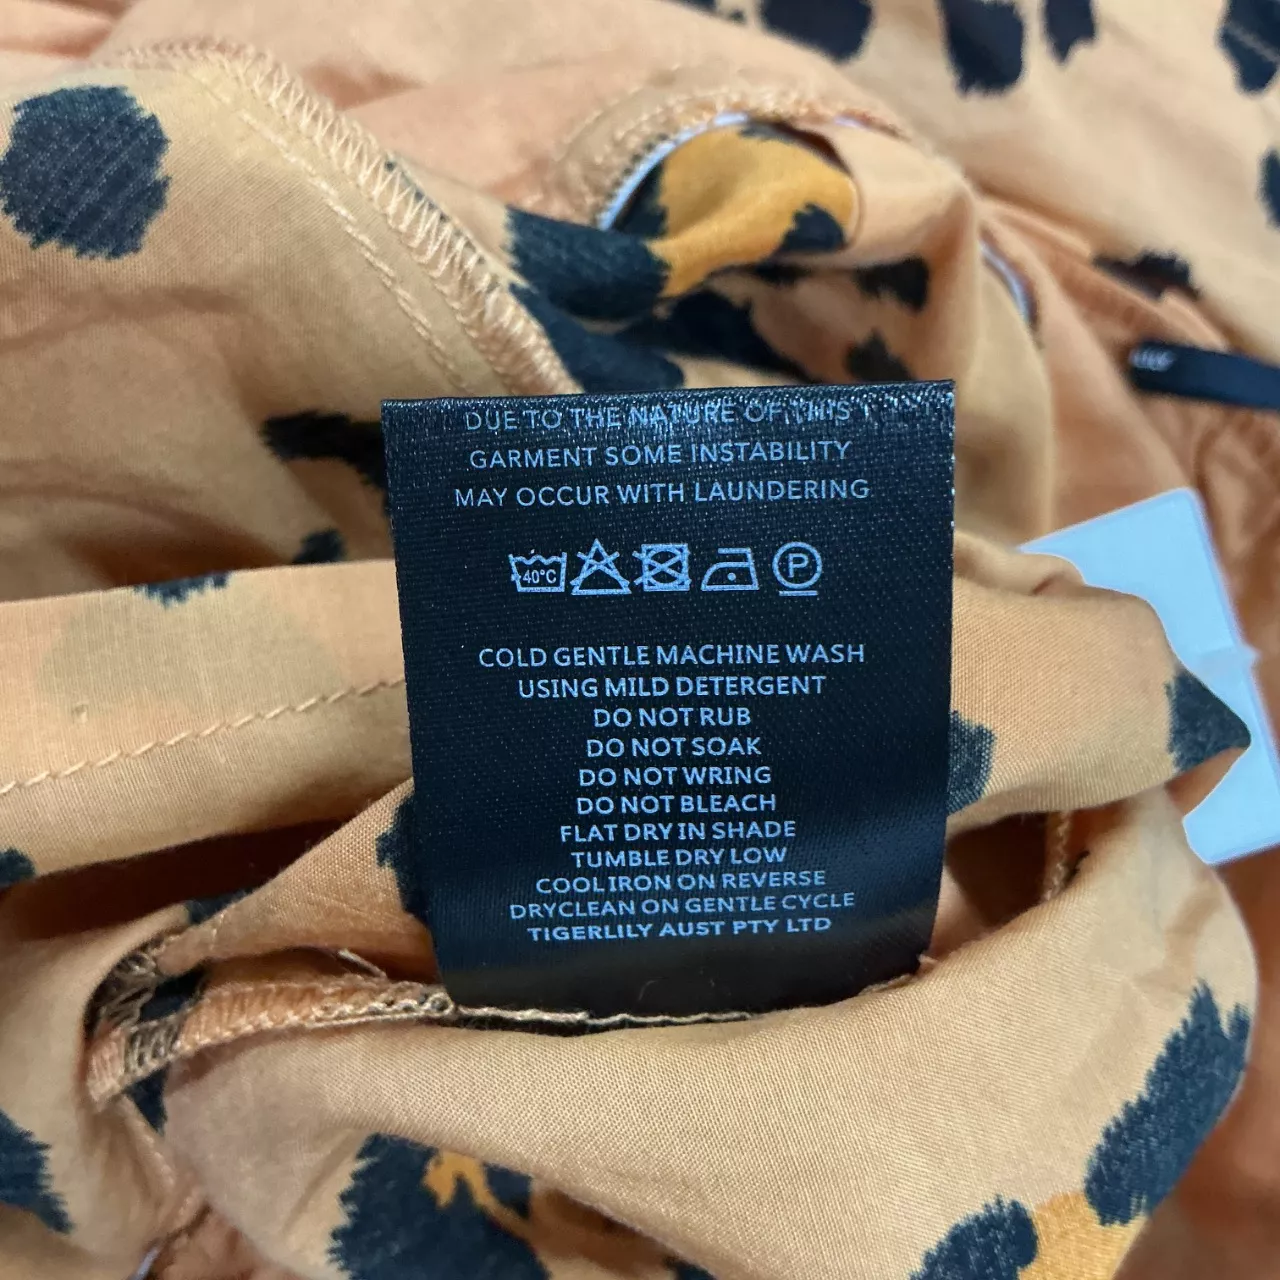 DUE TO THE NATURE OF THIS
GARMENT SOME INSTABILITY
MAY OCCUR WITH LAUNDERING
40°C P
COLD GENTLE MACHINE WASH
USING MILD DETERGENT
DO NOT RUB
DO NOT SOAK
DO NOT WRING
DO NOT BLEACH
FLAT DRY IN SHADE
TUMBLE DRY LOW
COOL IRON ON REVERSE
DRYCLEAN ON GENTLE CYCLE
TIGERLILY AUST PTY LTD